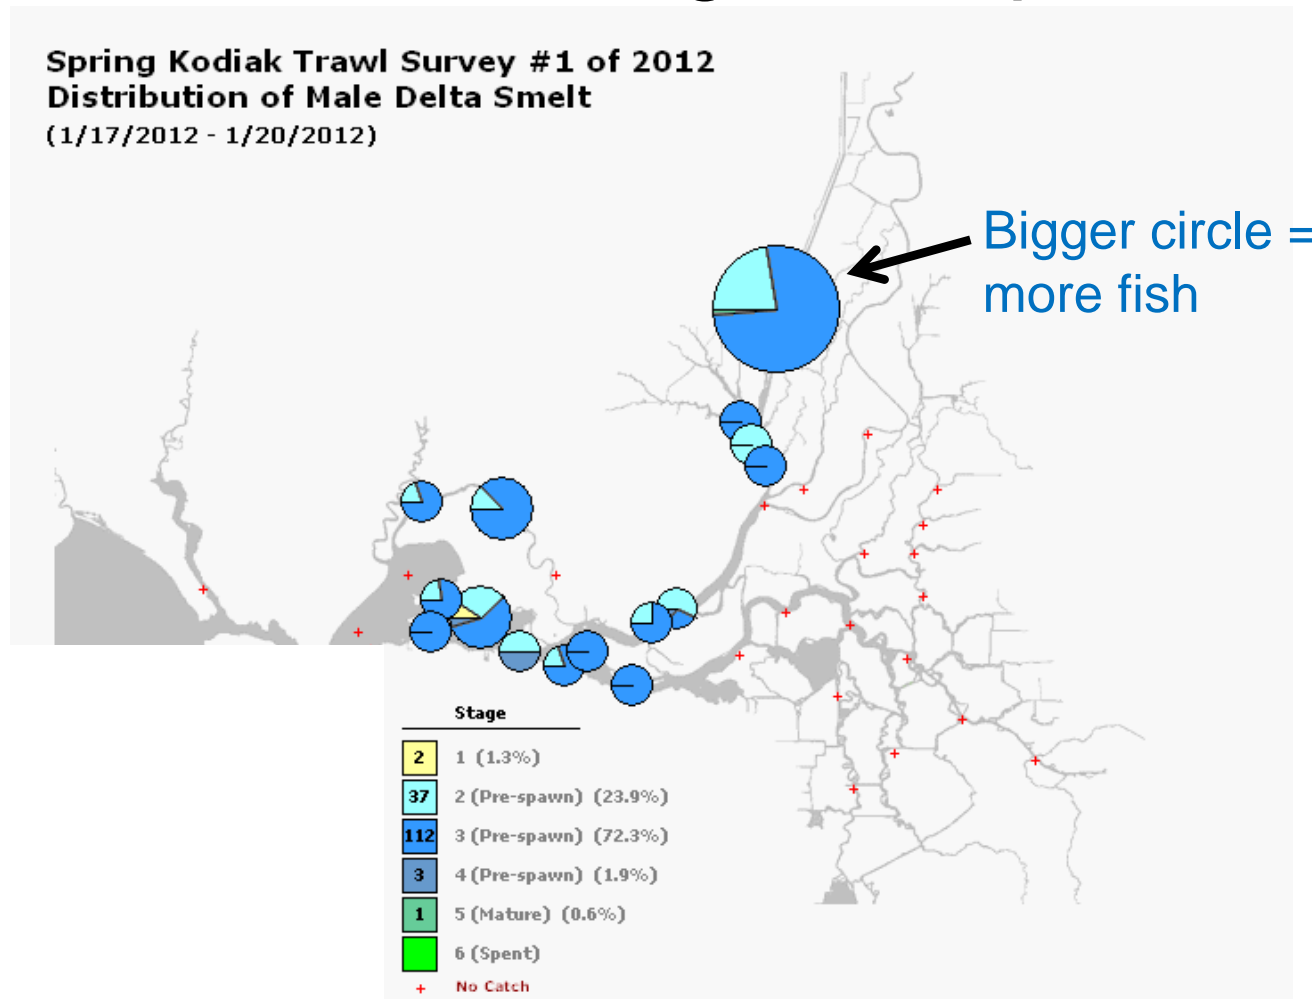 Spring Kodiak Trawl Survey #1 of 2012
Distribution of Male Delta Smelt
(1/17/2012 - 1/20/2012)
Bigger circle =
more fish
Stage
2 1 (1.3%)
37 2 (Pre-spawn) (23.9%)
112 3 (Pre-spawn) (72.3%)
3 4 (Pre-spawn) (1.9%)
1 5 (Mature) (0.6%)
6 (Spent)
+ No Catch